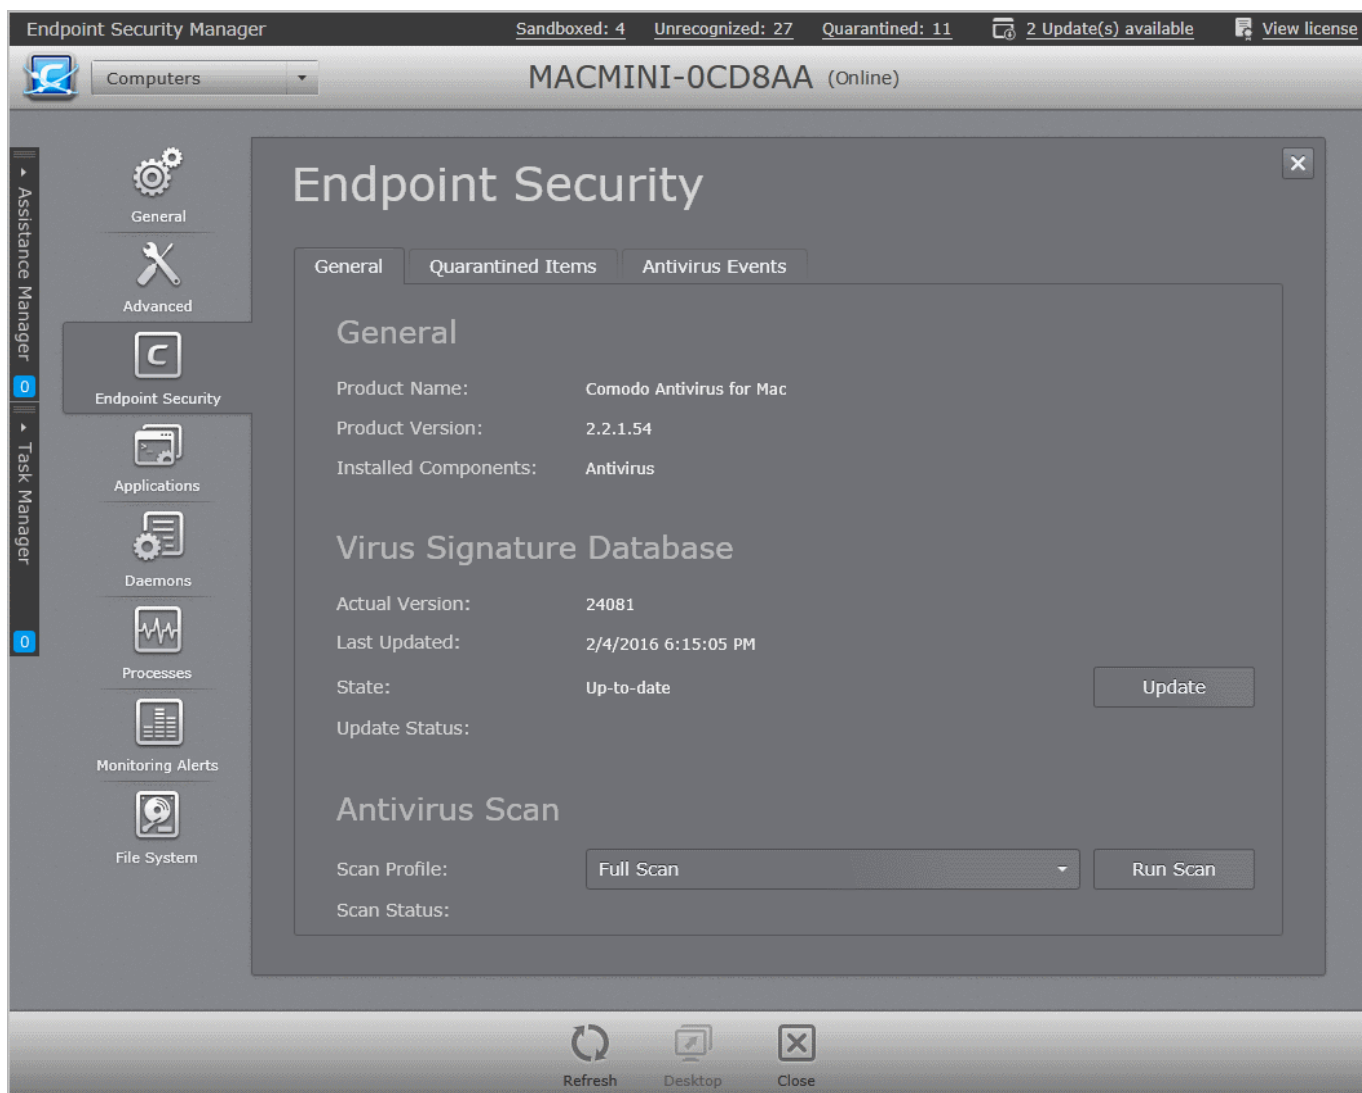 Endpoint Security Manager Sandboxed: 4 Unrecognized: 27 Quarantined: 11 2 Update(s) available View license
Computers MACMINI-0CD8AA (Online)
Assistance Manager
0
Task Manager
0
General
Advanced
C
Endpoint Security
Applications
Daemons
Processes
Monitoring Alerts
File System
Endpoint Security
General Quarantined Items Antivirus Events
General
Product Name: Comodo Antivirus for Mac
Product Version: 2.2.1.54
Installed Components: Antivirus
Virus Signature Database
Actual Version: 24081
Last Updated: 2/4/2016 6:15:05 PM
State: Up-to-date Update
Update Status:
Antivirus Scan
Scan Profile: Full Scan Run Scan
Scan Status:
Refresh Desktop Close